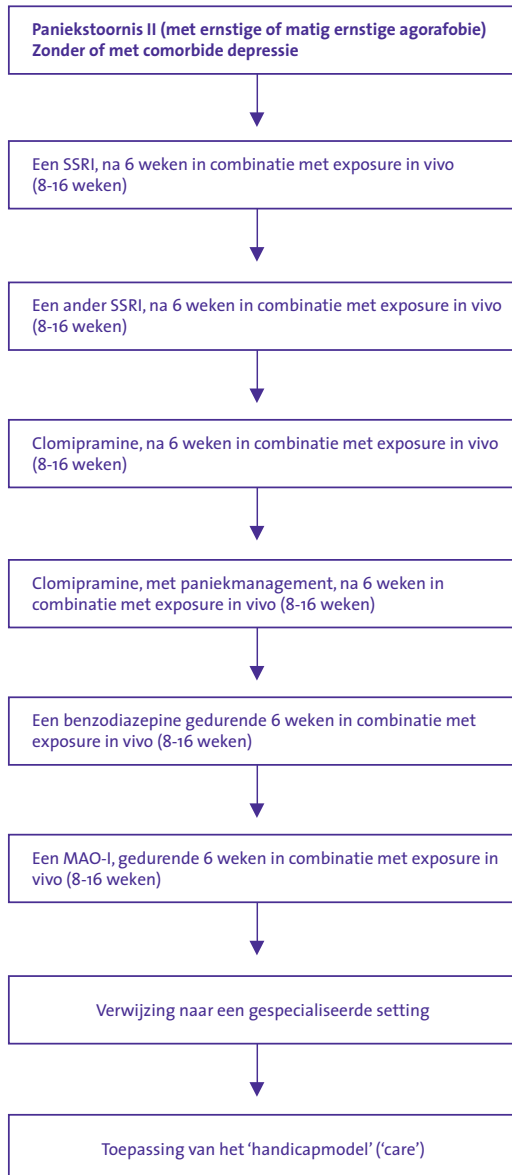 Paniekstoornis II (met ernstige of matig ernstige agorafobie)
Zonder of met comorbide depressie
Een SSRI, na 6 weken in combinatie met exposure in vivo
(8-16 weken)
Een ander SSRI, na 6 weken in combinatie met exposure in vivo
(8-16 weken)
Clomipramine, na 6 weken in combinatie met exposure in vivo
(8-16 weken)
Clomipramine, met paniekmanagement, na 6 weken in
combinatie met exposure in vivo (8-16 weken)
Een benzodiazepine gedurende 6 weken in combinatie met
exposure in vivo (8-16 weken)
Een MAO-I, gedurende 6 weken in combinatie met exposure in
vivo (8-16 weken)
Verwijzing naar een gespecialiseerde setting
Toepassing van het ‘handicapmodel’ (‘care’)